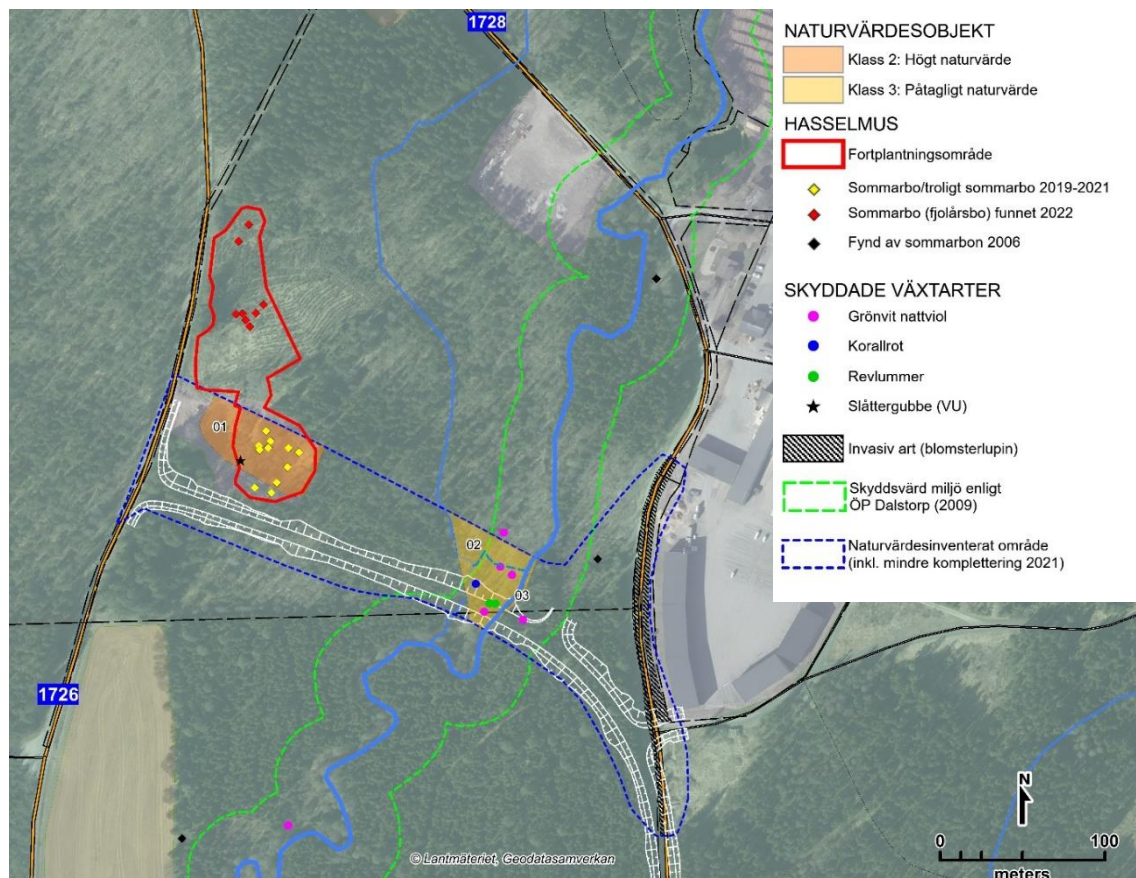 1728
1726
01
02
03
© Lantmäteriet, Geodatasamverkan
NATURVÄRDESOBJEKT
Klass 2: Högt naturvärde
Klass 3: Påtagligt naturvärde
HASSELMUS
Fortplantningsområde
Sommarbo/troligt sommarbo 2019-2021
Sommarbo (fjolårsbo) funnet 2022
Fynd av sommarbon 2006
SKYDDADE VÄXTARTER
Grönvit nattviol
Korallrot
Revlummer
Slåttergubbe (VU)
Invasiv art (blomsterlupin)
Skyddsvärd miljö enligt
ÖP Dalstorp (2009)
Naturvärdesinventerat område
(inkl. mindre komplettering 2021)
N
0 100
meters